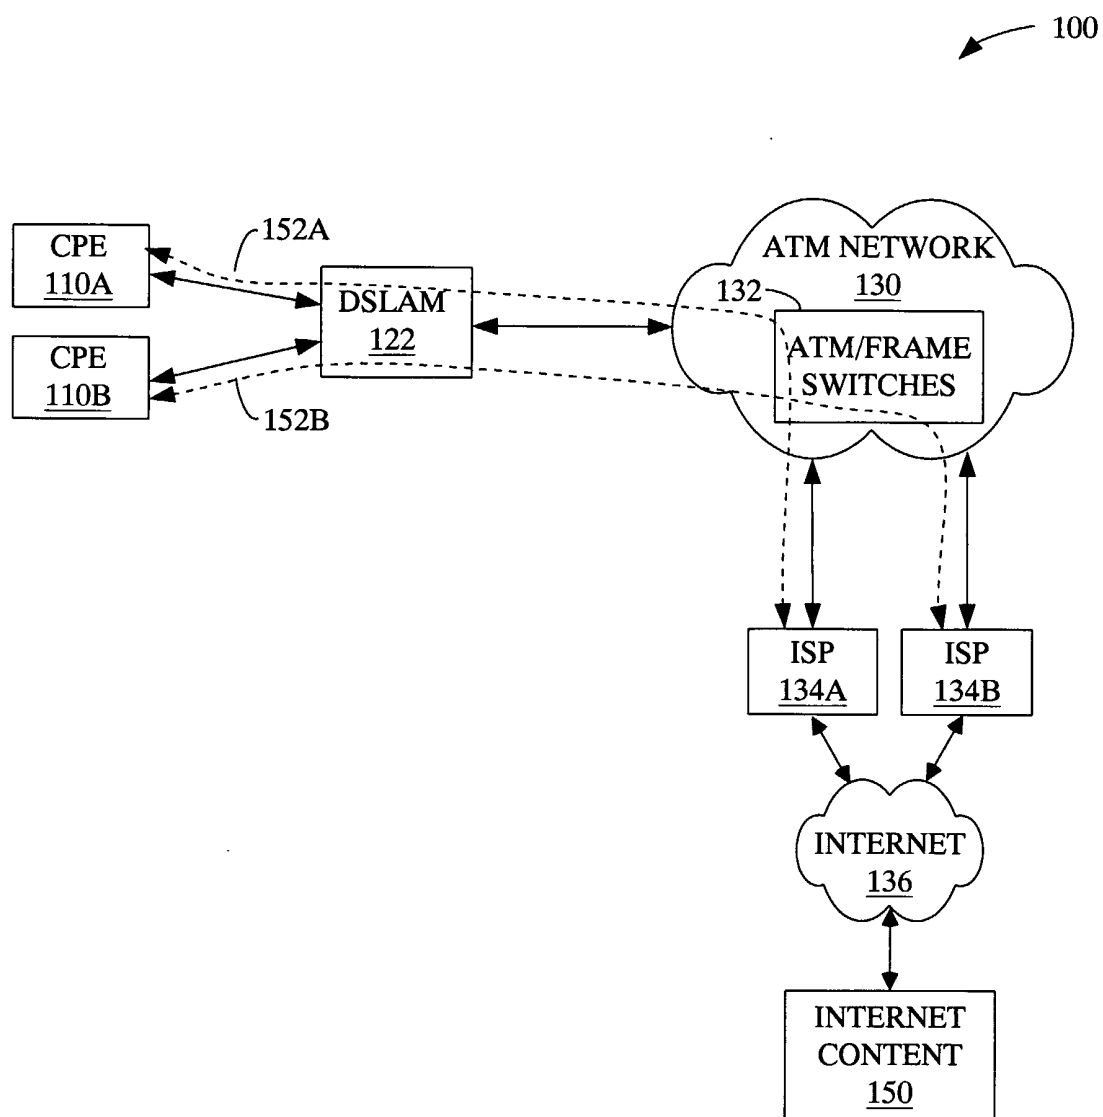 100
152A
CPE
110A
DSLAM
122
CPE
110B
152B
ATM NETWORK
130
132
ATM/FRAME
SWITCHES
ISP
134A
ISP
134B
INTERNET
136
INTERNET
CONTENT
150